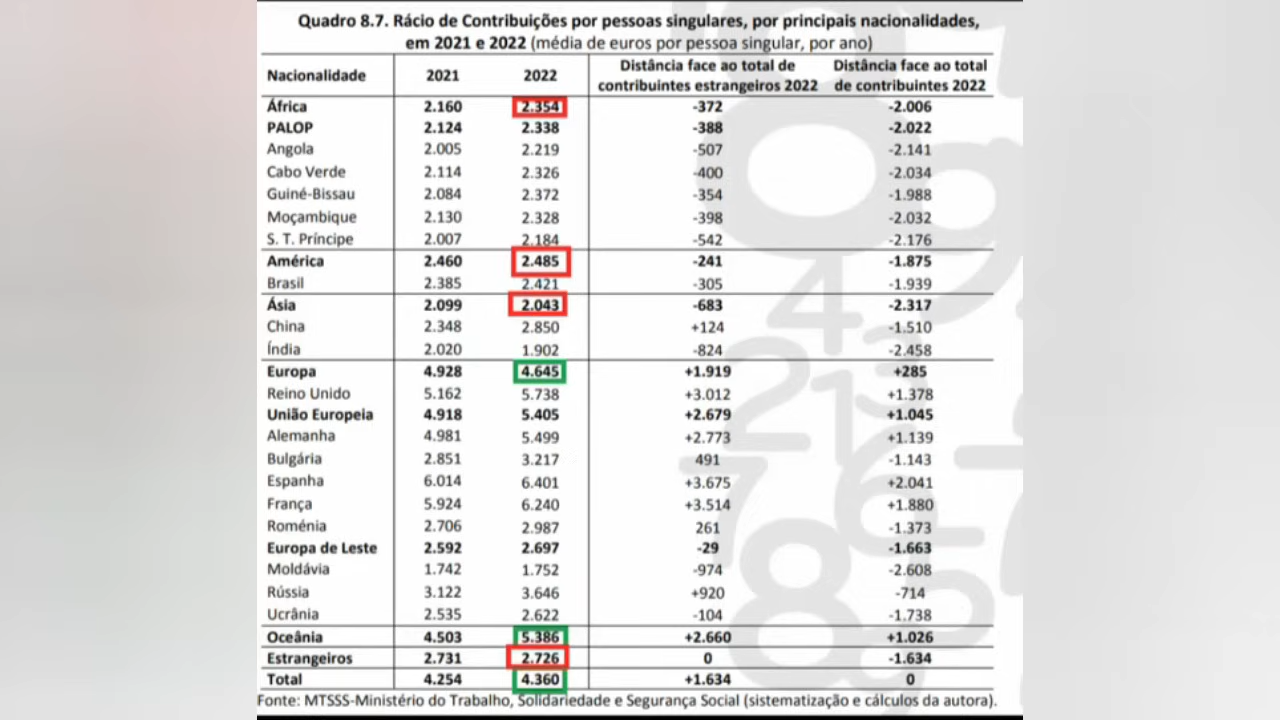 Quadro 8.7. Rácio de Contribuições por pessoas singulares, por principais nacionalidades,
em 2021 e 2022 (média de euros por pessoa singular, por ano)
Nacionalidade 2021 2022 Distância face ao total de contribuintes estrangeiros 2022 Distância face ao total de contribuintes 2022
África 2.160 2.354 -372 -2.006
PALOP 2.124 2.338 -388 -2.022
Angola 2.005 2.219 -507 -2.141
Cabo Verde 2.114 2.326 -400 -2.034
Guiné-Bissau 2.084 2.372 -354 -1.988
Moçambique 2.130 2.328 -398 -2.032
S. T. Príncipe 2.007 2.184 -542 -2.176
América 2.460 2.485 -241 -1.875
Brasil 2.385 2.421 -305 -1.939
Ásia 2.099 2.043 -683 -2.317
China 2.348 2.850 +124 -1.510
Índia 2.020 1.902 -824 -2.458
Europa 4.928 4.645 +1.919 +285
Reino Unido 5.162 5.738 +3.012 +1.378
União Europeia 4.918 5.405 +2.679 +1.045
Alemanha 4.981 5.499 +2.773 +1.139
Bulgária 2.851 3.217 491 -1.143
Espanha 6.014 6.401 +3.675 +2.041
França 5.924 6.240 +3.514 +1.880
Roménia 2.706 2.987 261 -1.373
Europa de Leste 2.592 2.697 -29 -1.663
Moldávia 1.742 1.752 -974 -2.608
Rússia 3.122 3.646 +920 -714
Ucrânia 2.535 2.622 -104 -1.738
Oceânia 4.503 5.386 +2.660 +1.026
Estrangeiros 2.731 2.726 0 -1.634
Total 4.254 4.360 +1.634 0
Fonte: MTSSS-Ministério do Trabalho, Solidariedade e Segurança Social (sistematização e cálculos da autora).